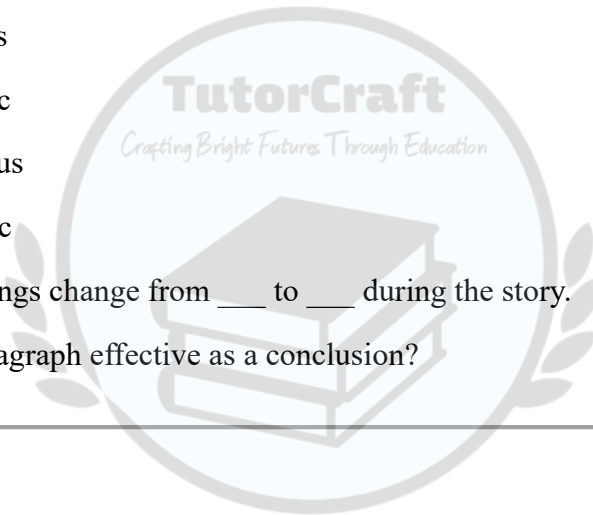 s
TutorCraft
c
Crafting Bright Futures Through Education
us
c
ngs change from ___ to ___ during the story.
agraph effective as a conclusion?